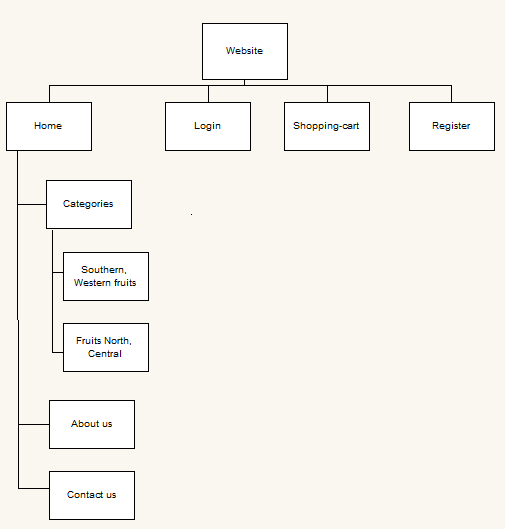 Website
Home
Login
Shopping-cart
Register
Categories
Southern,
Western fruits
Fruits North,
Central
About us
Contact us